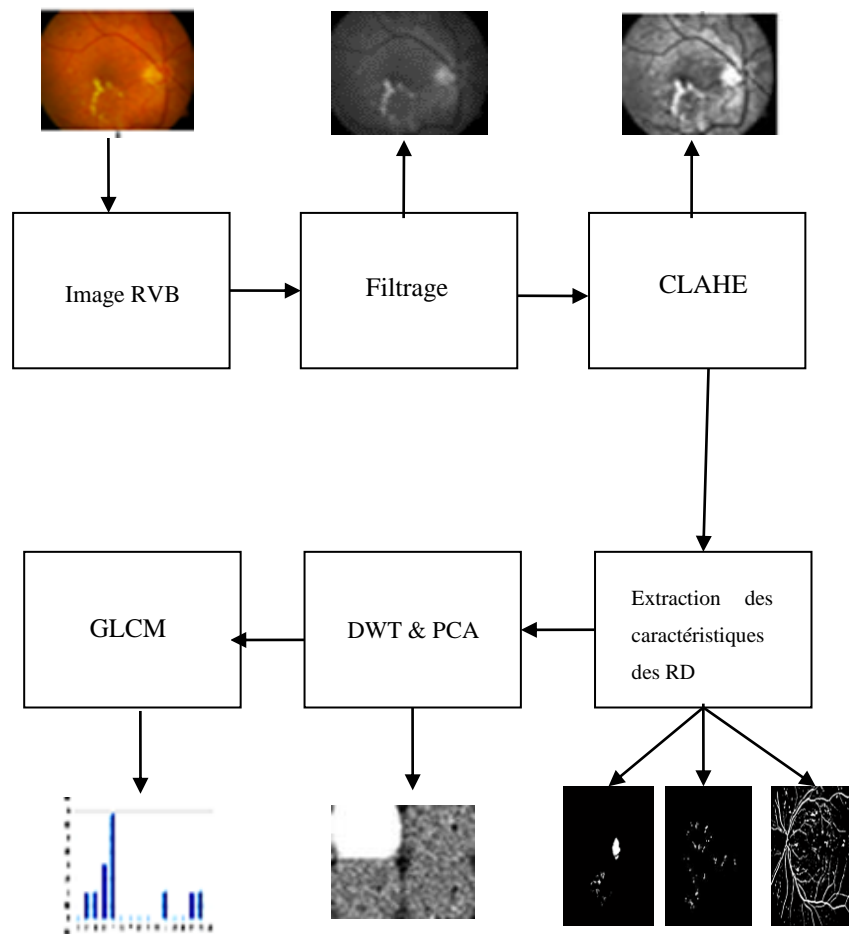 Image RVB
Filtrage
CLAHE
GLCM
DWT & PCA
Extraction des
caractéristiques
des RD